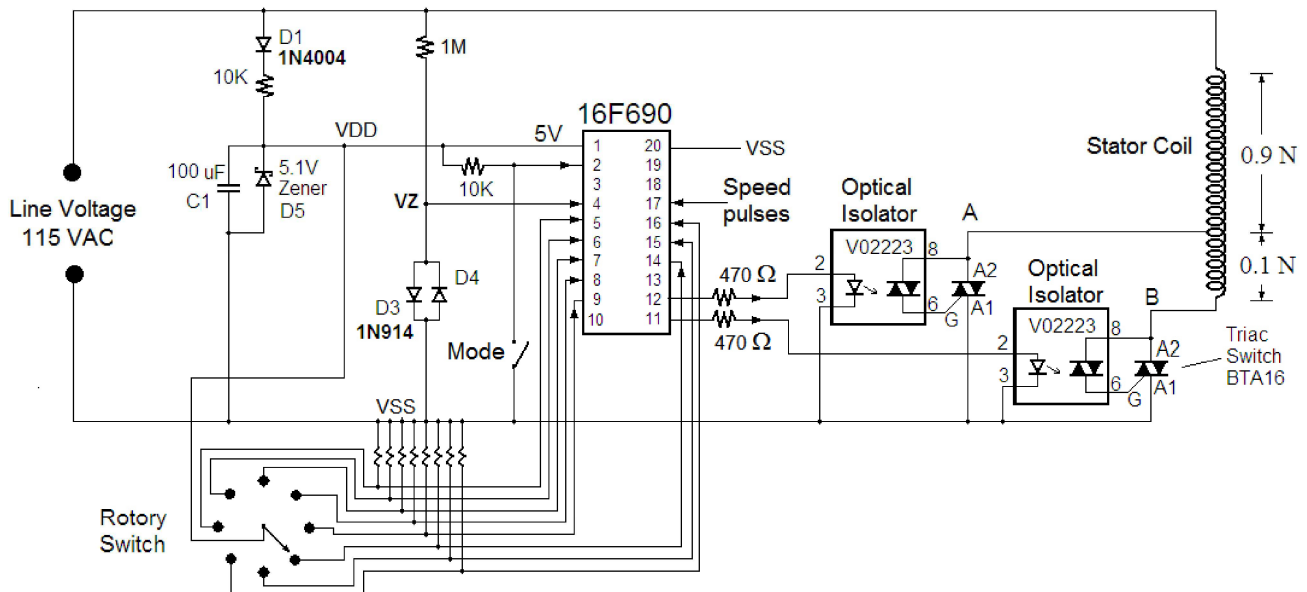 D1
1N4004
10K
1M
16F690
VDD
5V
1
2
3
4
5
6
7
8
9
10
20
19
18
17
16
15
14
13
12
11
VSS
10K
100 uF
C1
5.1V
Zener
D5
VZ
Line Voltage
115 VAC
Speed
pulses
Optical
Isolator
V02223
2
3
8
6
G
A
A2
A1
Stator Coil
0.9 N
0.1 N
D3
D4
1N914
Mode
470 Ω
470 Ω
Optical
Isolator
V02223
2
3
8
6
G
B
A2
A1
Triac
Switch
BTA16
VSS
Rotory
Switch